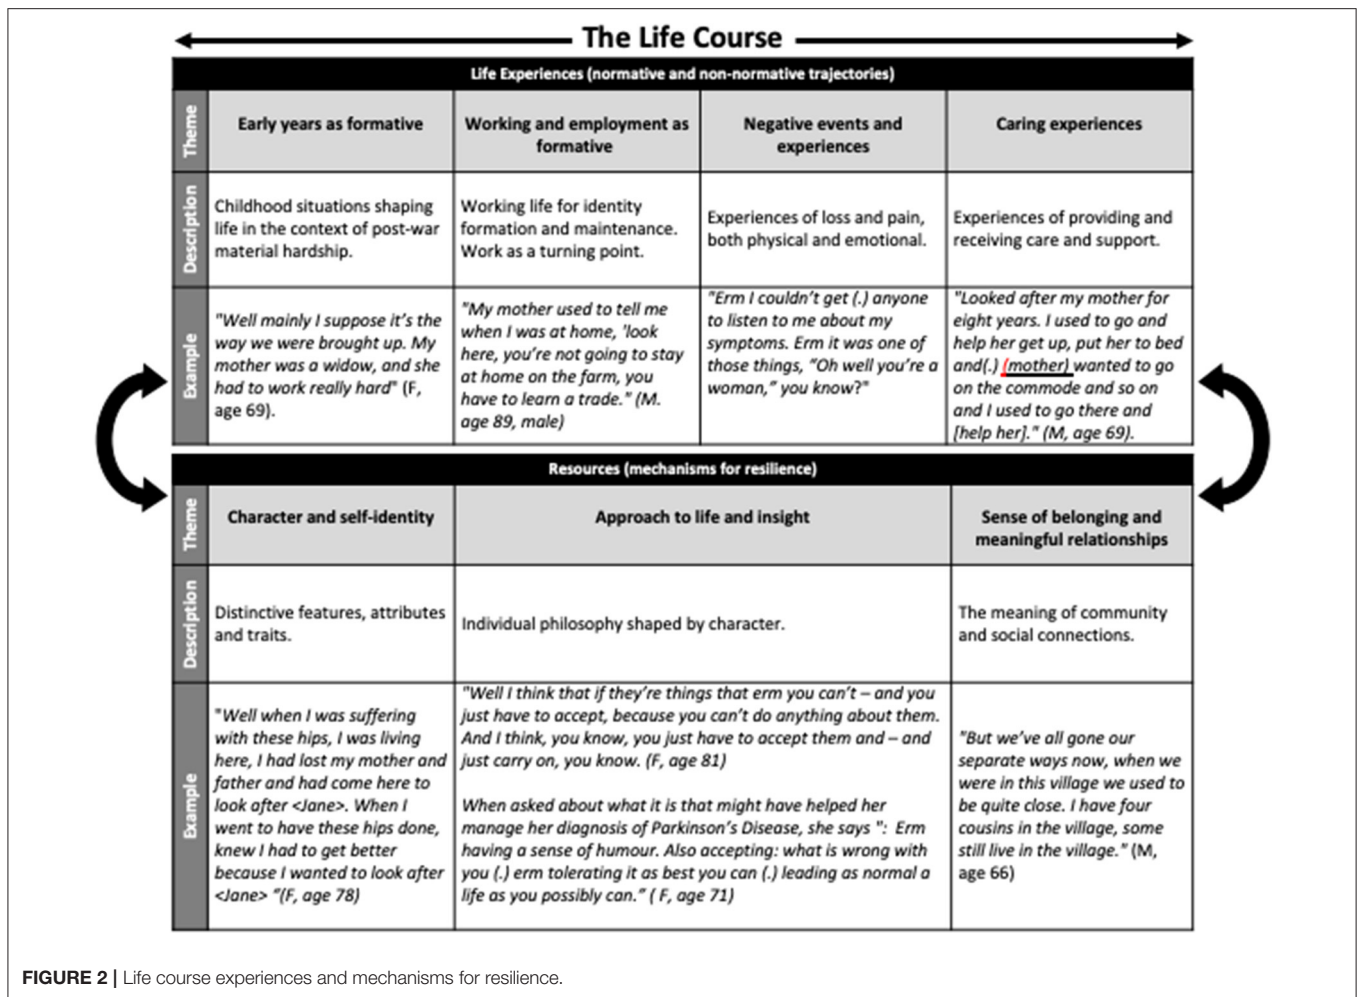 The Life Course
Life Experiences (normative and non-normative trajectories)
Theme
Early years as formative
Working and employment as
formative
Negative events and
experiences
Caring experiences
Description
Childhood situations shaping
life in the context of post-war
material hardship.
Working life for identity
formation and maintenance.
Work as a turning point.
Experiences of loss and pain,
both physical and emotional.
Experiences of providing and
receiving care and support.
Example
"Well mainly I suppose it's the
way we were brought up. My
mother was a widow, and she
had to work really hard" (F,
age 69).
"My mother used to tell me
when I was at home, 'look
here, you're not going to stay
at home on the farm, you
have to learn a trade." (M.
age 89, male)
"Erm I couldn't get (.) anyone
to listen to me about my
symptoms. Erm it was one of
those things, "Oh well you're a
woman," you know?"
"Looked after my mother for
eight years. I used to go and
help her get up, put her to bed
and(.) (mother) wanted to go
on the commode and so on
and I used to go there and
[help her]." (M, age 69).
Resources (mechanisms for resilience)
Theme
Character and self-identity
Approach to life and insight
Sense of belonging and
meaningful relationships
Description
Distinctive features, attributes
and traits.
Individual philosophy shaped by character.
The meaning of community
and social connections.
Example
"Well when I was suffering
with these hips, I was living
here, I had lost my mother and
father and had come here to
look after <Jane>. When I
went to have these hips done,
knew I had to get better
because I wanted to look after
<Jane> "(F, age 78)
"Well I think that if they're things that erm you can't – and you
just have to accept, because you can't do anything about them.
And I think, you know, you just have to accept them and – and
just carry on, you know. (F, age 81)
When asked about what it is that might have helped her
manage her diagnosis of Parkinson's Disease, she says ": Erm
having a sense of humour. Also accepting: what is wrong with
you (.) erm tolerating it as best you can (.) leading as normal a
life as you possibly can." ( F, age 71)
"But we've all gone our
separate ways now, when we
were in this village we used to
be quite close. I have four
cousins in the village, some
still live in the village." (M,
age 66)
FIGURE 2 | Life course experiences and mechanisms for resilience.